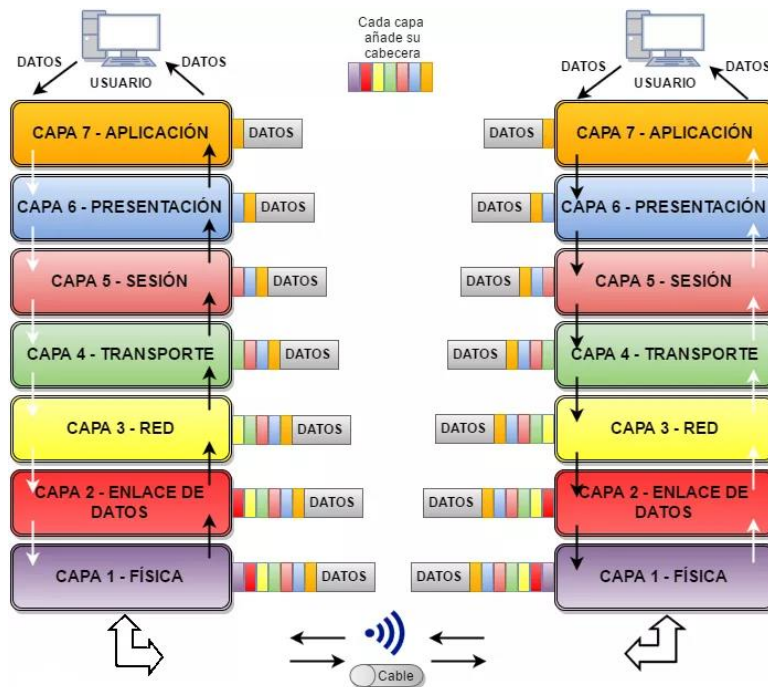 Cada capa
añade su
cabecera
DATOS
DATOS
USUARIO
DATOS
DATOS
USUARIO
CAPA 7 - APLICACIÓN
DATOS
DATOS
CAPA 7 - APLICACIÓN
CAPA 6 - PRESENTACIÓN
DATOS
DATOS
CAPA 6 - PRESENTACIÓN
CAPA 5 - SESIÓN
DATOS
DATOS
CAPA 5 - SESIÓN
CAPA 4 - TRANSPORTE
DATOS
DATOS
CAPA 4 - TRANSPORTE
CAPA 3 - RED
DATOS
DATOS
CAPA 3 - RED
CAPA 2 - ENLACE DE
DATOS
DATOS
DATOS
CAPA 2 - ENLACE DE
DATOS
CAPA 1 - FÍSICA
DATOS
DATOS
CAPA 1 - FÍSICA
Cable